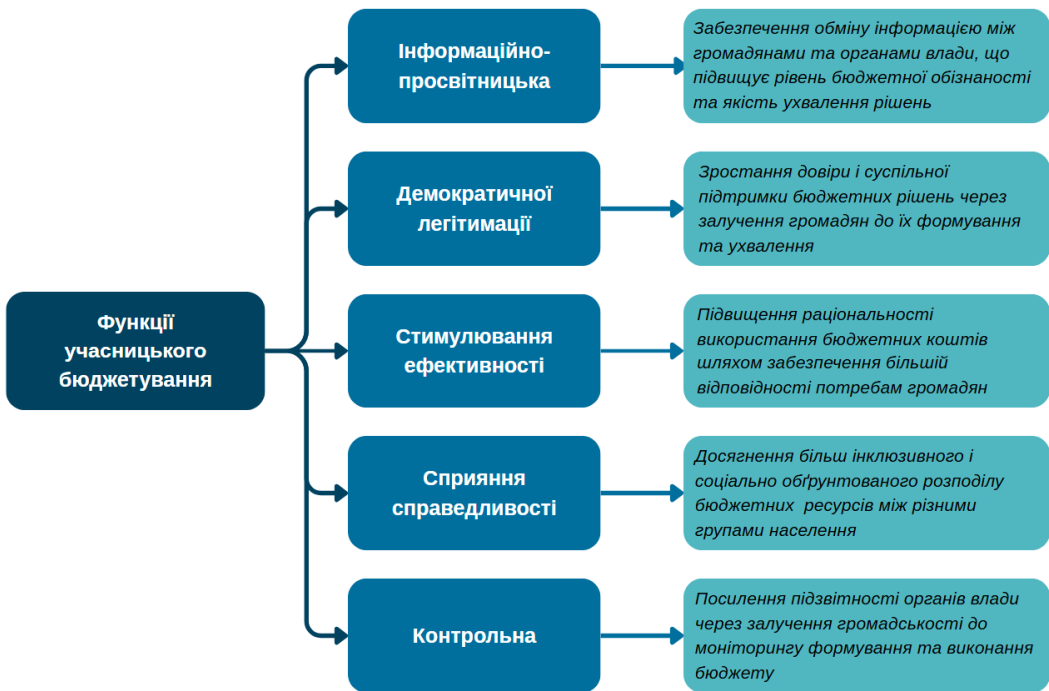 Функції
учасницького
бюджетування
Інформаційно-
просвітницька
Забезпечення обміну інформацією між
громадянами та органами влади, що
підвищує рівень бюджетної обізнаності
та якість ухвалення рішень
Демократичної
легітимації
Зростання довіри і суспільної
підтримки бюджетних рішень через
залучення громадян до їх формування
та ухвалення
Стимулювання
ефективності
Підвищення раціональності
використання бюджетних коштів
шляхом забезпечення більшій
відповідності потребам громадян
Сприяння
справедливості
Досягнення більш інклюзивного і
соціально обґрунтованого розподілу
бюджетних  ресурсів між різними
групами населення
Контрольна
Посилення підзвітності органів влади
через залучення громадськості до
моніторингу формування та виконання
бюджету